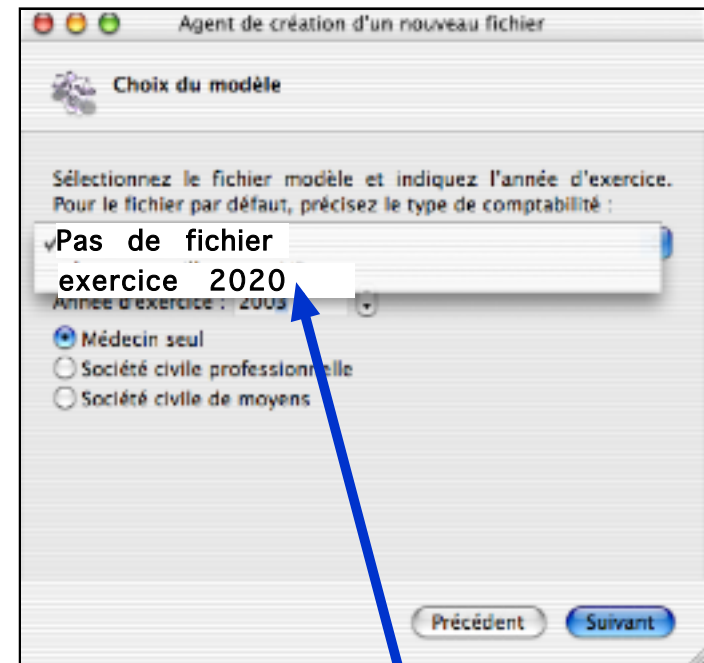 Agent de création d'un nouveau fichier
Choix du modèle
Sélectionnez le fichier modèle et indiquez l'année d'exercice.
Pour le fichier par défaut, précisez le type de comptabilité :
✓Pas de fichier
exercice 2020
Année d'exercice : 2003
Médecin seul
Société civile professionnelle
Société civile de moyens
Précédent Suivant